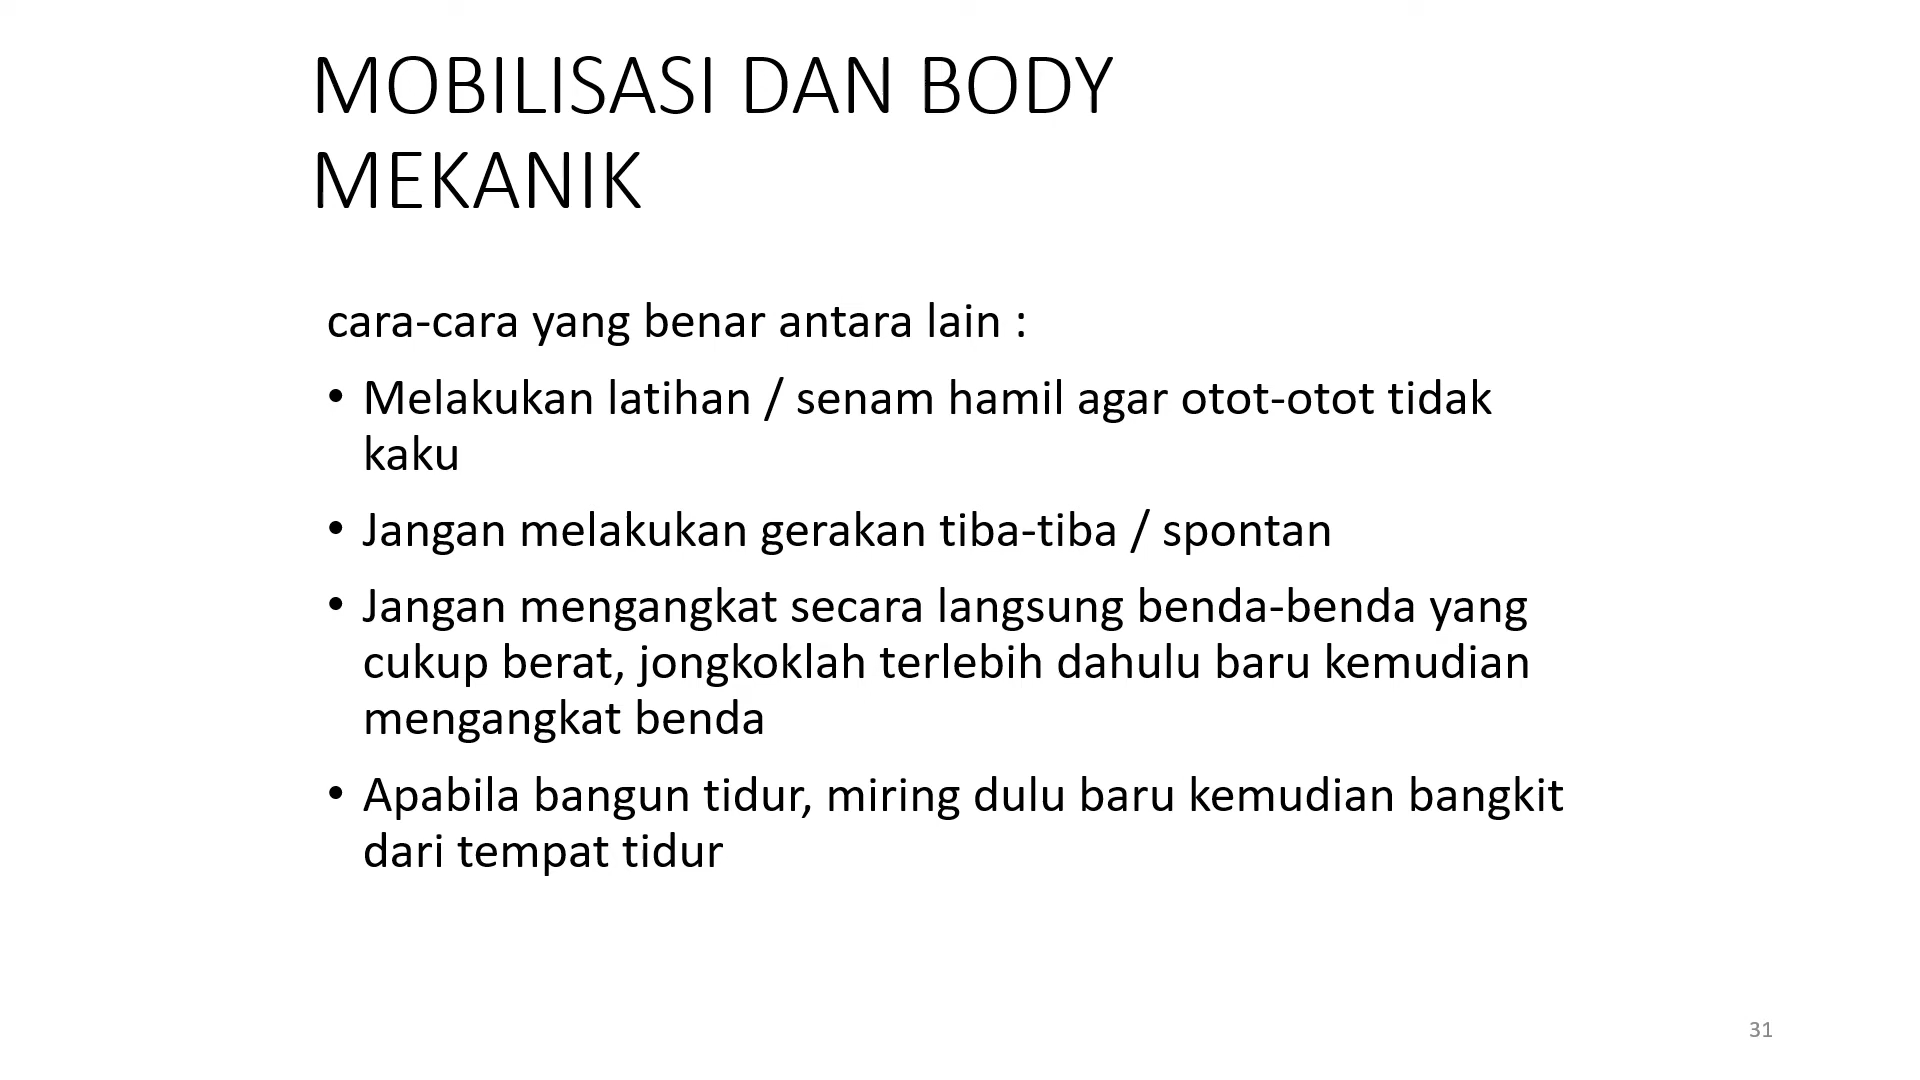 MOBILISASI DAN BODY
MEKANIK
cara-cara yang benar antara lain :
• Melakukan latihan / senam hamil agar otot-otot tidak
kaku
• Jangan melakukan gerakan tiba-tiba / spontan
• Jangan mengangkat secara langsung benda-benda yang
cukup berat, jongkoklah terlebih dahulu baru kemudian
mengangkat benda
• Apabila bangun tidur, miring dulu baru kemudian bangkit
dari tempat tidur
31